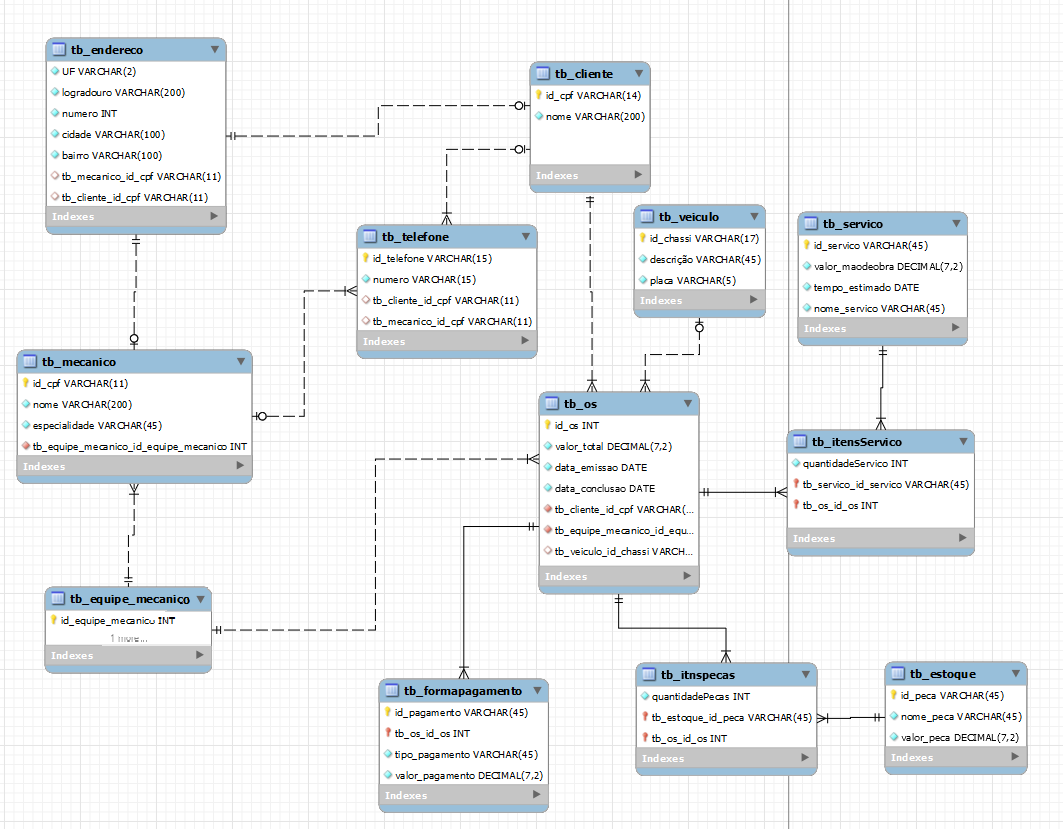 tb_endereco
UF VARCHAR(2)
logradouro VARCHAR(200)
numero INT
cidade VARCHAR(100)
bairro VARCHAR(100)
tb_mecanico_id_cpf VARCHAR(11)
tb_cliente_id_cpf VARCHAR(11)
Indexes
tb_cliente
id_cpf VARCHAR(14)
nome VARCHAR(200)
Indexes
tb_telefone
id_telefone VARCHAR(15)
numero VARCHAR(15)
tb_cliente_id_cpf VARCHAR(11)
tb_mecanico_id_cpf VARCHAR(11)
Indexes
tb_veiculo
id_chassi VARCHAR(17)
descrição VARCHAR(45)
placa VARCHAR(5)
Indexes
tb_servico
id_servico VARCHAR(45)
valor_maodeobra DECIMAL(7,2)
tempo_estimado DATE
nome_servico VARCHAR(45)
Indexes
tb_mecanico
id_cpf VARCHAR(11)
nome VARCHAR(200)
especialidade VARCHAR(45)
tb_equipe_mecanico_id_equipe_mecanico INT
Indexes
tb_os
id_os INT
valor_total DECIMAL(7,2)
data_emissao DATE
data_conclusao DATE
tb_cliente_id_cpf VARCHAR(...
tb_equipe_mecanico_id_equ...
tb_veiculo_id_chassi VARCH...
Indexes
tb_itensServico
quantidadeServico INT
tb_servico_id_servico VARCHAR(45)
tb_os_id_os INT
Indexes
tb_equipe_mecanico
id_equipe_mecanico INT
1 more...
Indexes
tb_formapagamento
id_pagamento VARCHAR(45)
tb_os_id_os INT
tipo_pagamento VARCHAR(45)
valor_pagamento DECIMAL(7,2)
Indexes
tb_itnspecas
quantidadePecas INT
tb_estoque_id_peca VARCHAR(45)
tb_os_id_os INT
Indexes
tb_estoque
id_peca VARCHAR(45)
nome_peca VARCHAR(45)
valor_peca DECIMAL(7,2)
Indexes